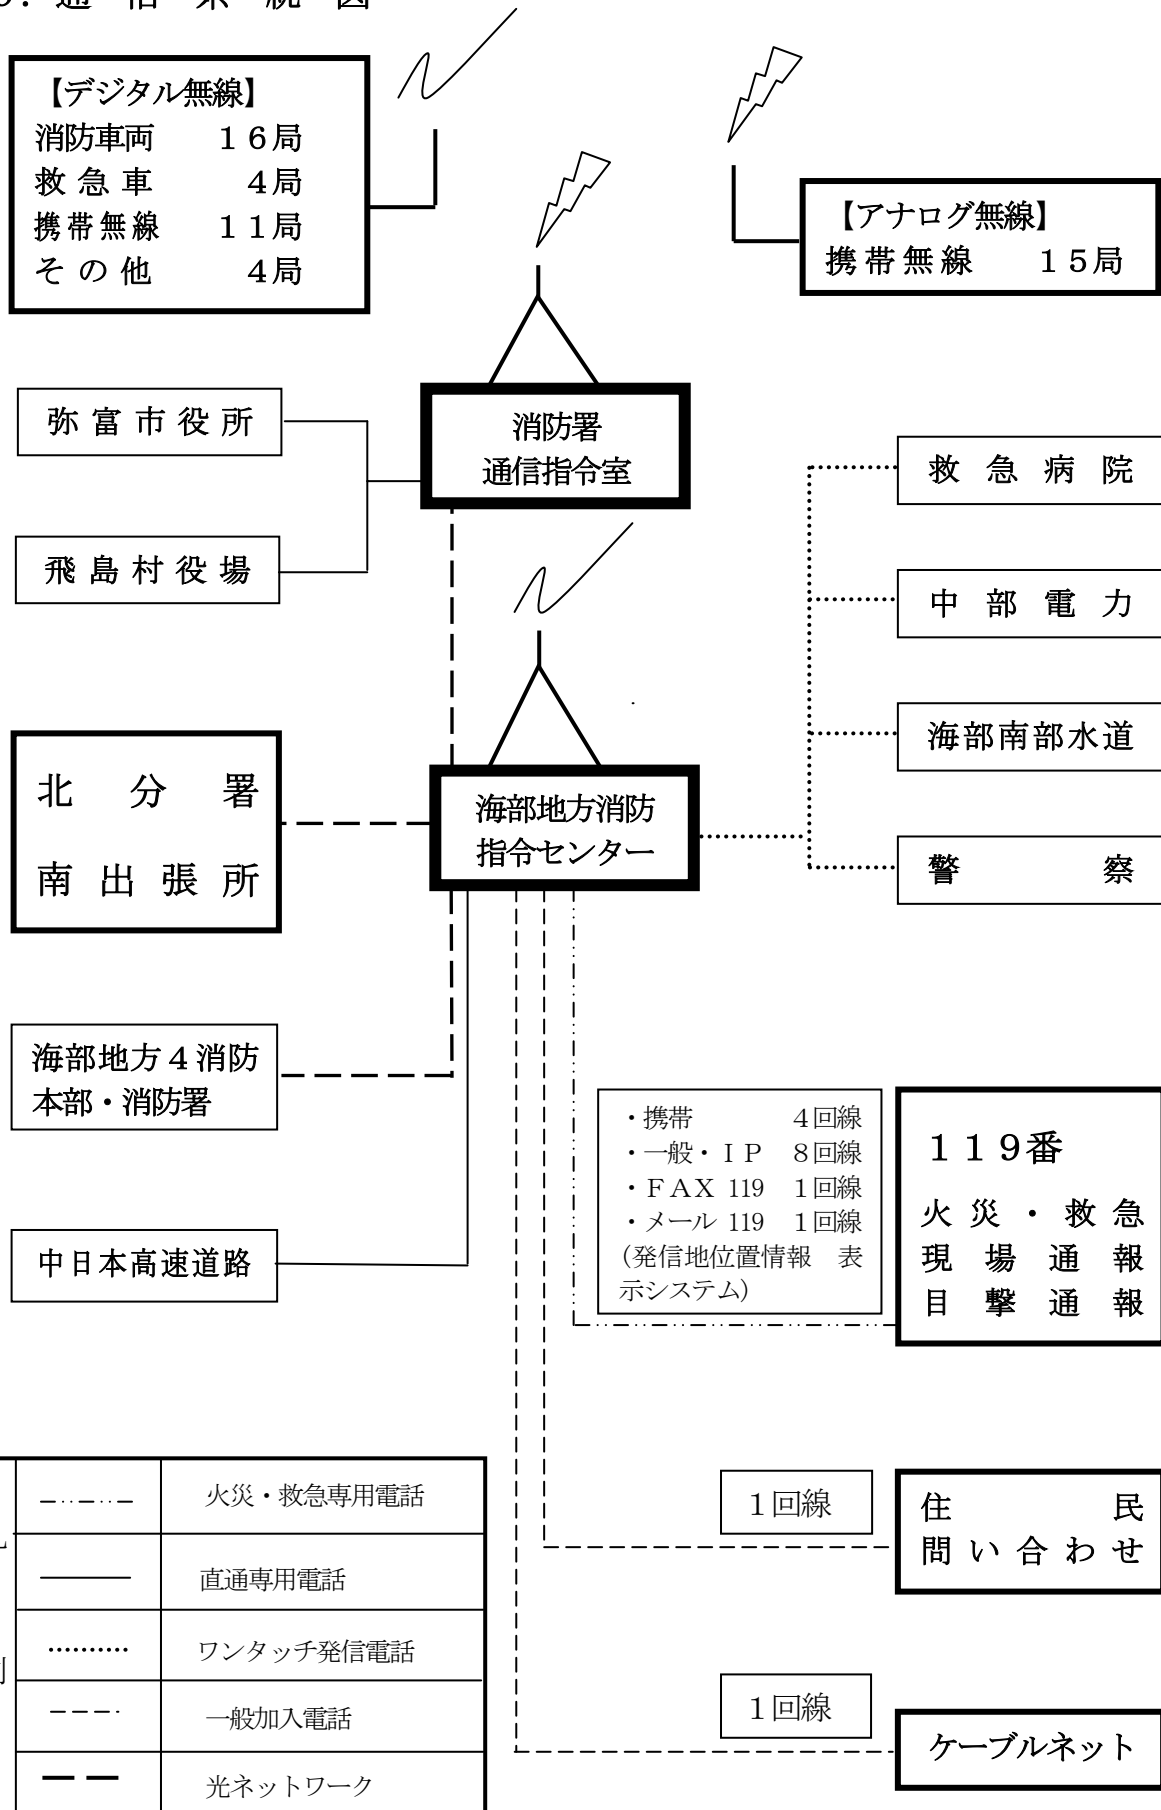 通信系統図
【デジタル無線】
消防車両　１６局
救急車　４局
携帯無線　１１局
その他　４局
【アナログ無線】
携帯無線　１５局
消防署
通信指令室
弥富市役所
飛島村役場
救急病院
中部電力
海部南部水道
警察
海部地方消防
指令センター
北分署
南出張所
海部地方４消防
本部・消防署
中日本高速道路
・携帯　４回線
・一般・ＩＰ　８回線
・ＦＡＸ 119　１回線
・メール 119　１回線
（発信地位置情報　表
示システム）
１１９番
火災・救急
現場通報
目撃通報
１回線
住民
問い合わせ
１回線
ケーブルネット
火災・救急専用電話
直通専用電話
ワンタッチ発信電話
一般加入電話
光ネットワーク